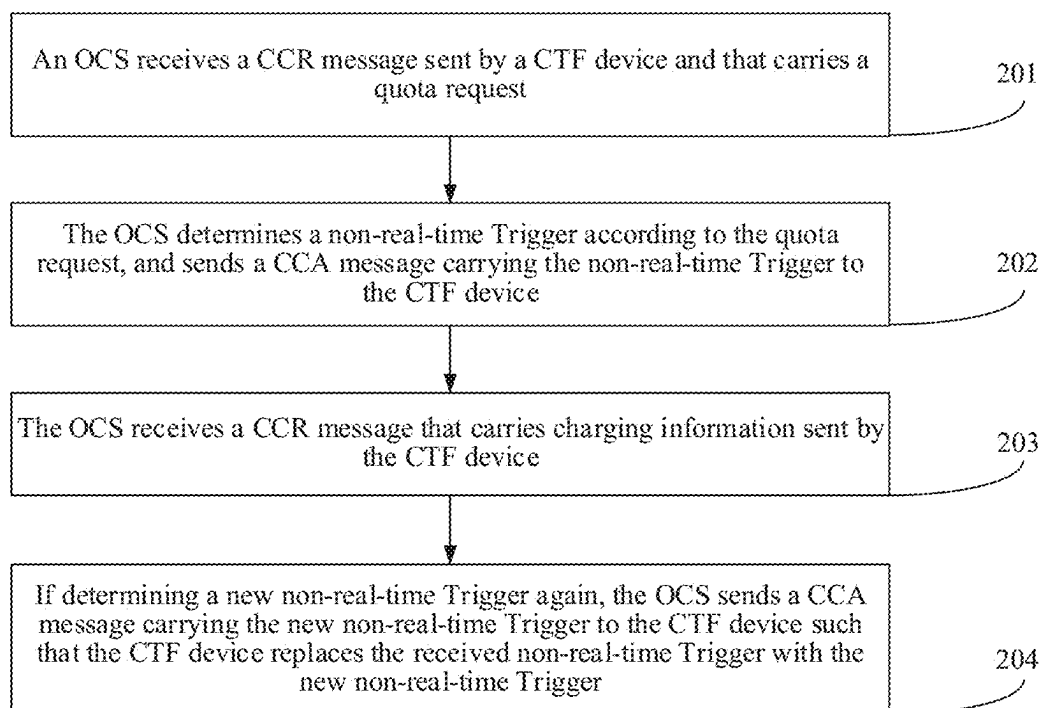 An OCS receives a CCR message sent by a CTF device and that carries a
quota request
201
The OCS determines a non-real-time Trigger according to the quota
request, and sends a CCA message carrying the non-real-time Trigger to
the CTF device
202
The OCS receives a CCR message that carries charging information sent by
the CTF device
203
If determining a new non-real-time Trigger again, the OCS sends a CCA
message carrying the new non-real-time Trigger to the CTF device such
that the CTF device replaces the received non-real-time Trigger with the
new non-real-time Trigger
204